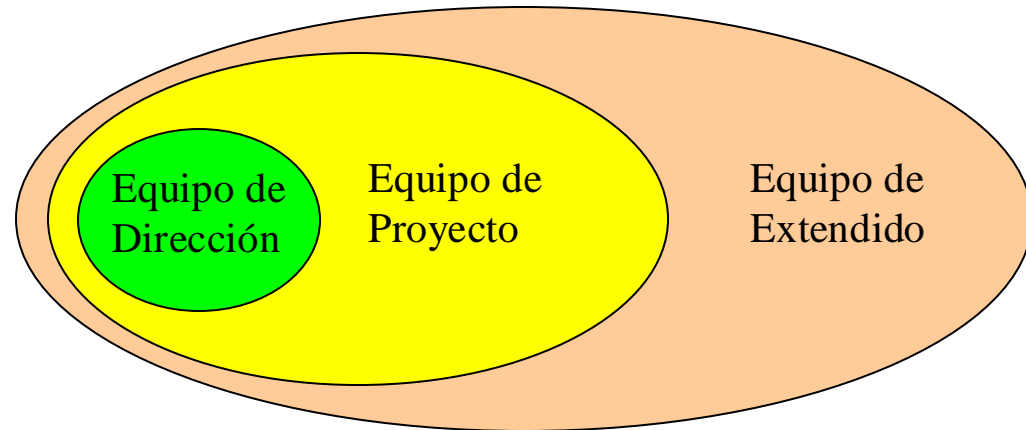 Equipo de
Dirección
Equipo de
Proyecto
Equipo de
Extendido